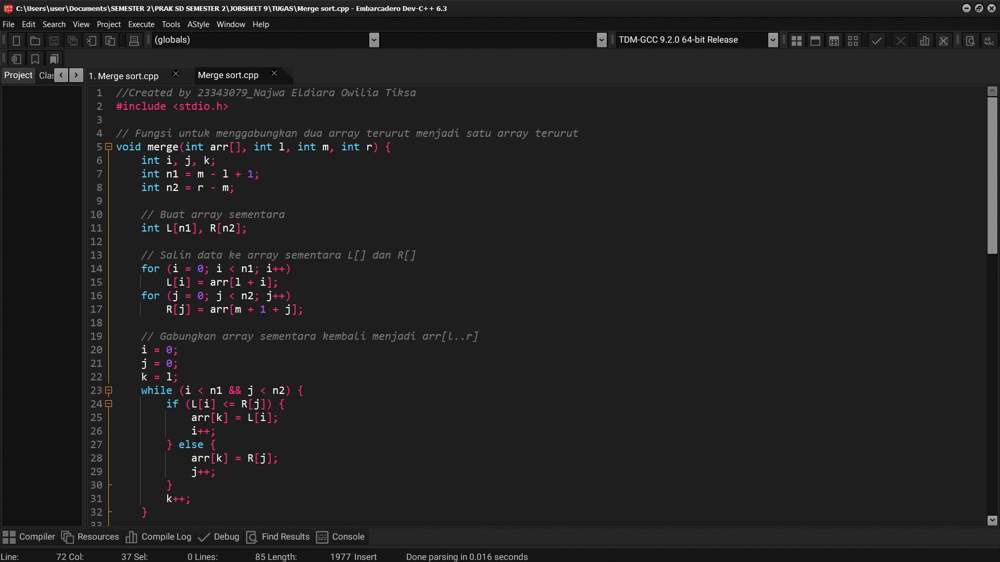 C:\Users\user\Documents\SEMESTER 2\PRAK SD SEMESTER 2\JOBSHEET 9\TUGAS\Merge sort.cpp - Embarcadero Dev-C++ 6.3
File Edit Search View Project Execute Tools AStyle Window Help
(globals) TDM-GCC 9.2.0 64-bit Release
Project Clas 1. Merge sort.cpp Merge sort.cpp
1 //Created by 23343079_Najwa Eldiara Owilia Tiksa
2 #include <stdio.h>
3
4 // Fungsi untuk menggabungkan dua array terurut menjadi satu array terurut
5 void merge(int arr[], int l, int m, int r) {
6 int i, j, k;
7 int n1 = m - l + 1;
8 int n2 = r - m;
9
10 // Buat array sementara
11 int L[n1], R[n2];
12
13 // Salin data ke array sementara L[] dan R[]
14 for (i = 0; i < n1; i++)
15 L[i] = arr[l + i];
16 for (j = 0; j < n2; j++)
17 R[j] = arr[m + 1 + j];
18
19 // Gabungkan array sementara kembali menjadi arr[l..r]
20 i = 0;
21 j = 0;
22 k = l;
23 while (i < n1 && j < n2) {
24 if (L[i] <= R[j]) {
25 arr[k] = L[i];
26 i++;
27 } else {
28 arr[k] = R[j];
29 j++;
30 }
31 k++;
32 }
33
Compiler Resources Compile Log Debug Find Results Console
Line: 72 Col: 37 Sel: 0 Lines: 85 Length: 1977 Insert Done parsing in 0.016 seconds